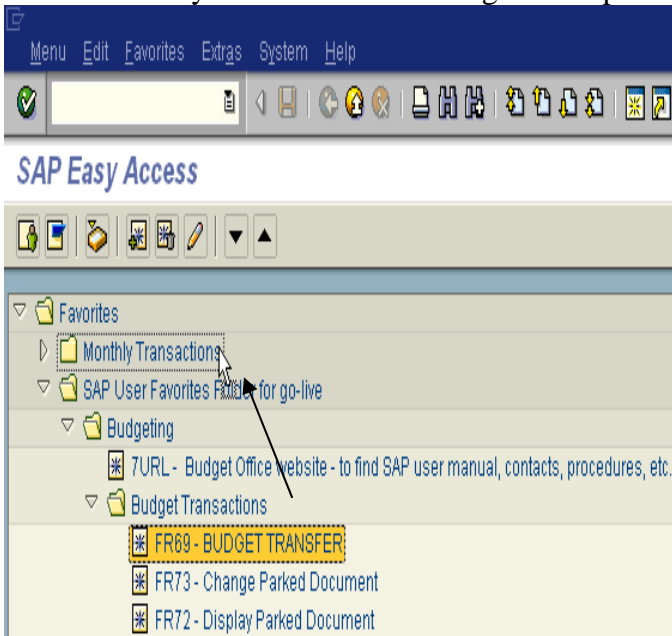 Menu Edit Favorites Extras System Help
SAP Easy Access
Favorites
Monthly Transactions
SAP User Favorites Folder for go-live
Budgeting
7URL - Budget Office website - to find SAP user manual, contacts, procedures, etc.
Budget Transactions
FR69 - BUDGET TRANSFER
FR73 - Change Parked Document
FR72 - Display Parked Document